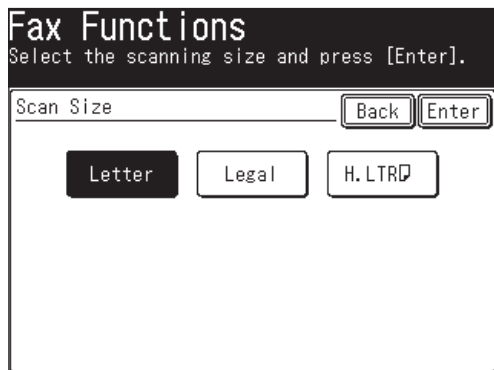 Fax Functions
Select the scanning size and press [Enter].
Scan Size Back Enter
Letter Legal H.LTR